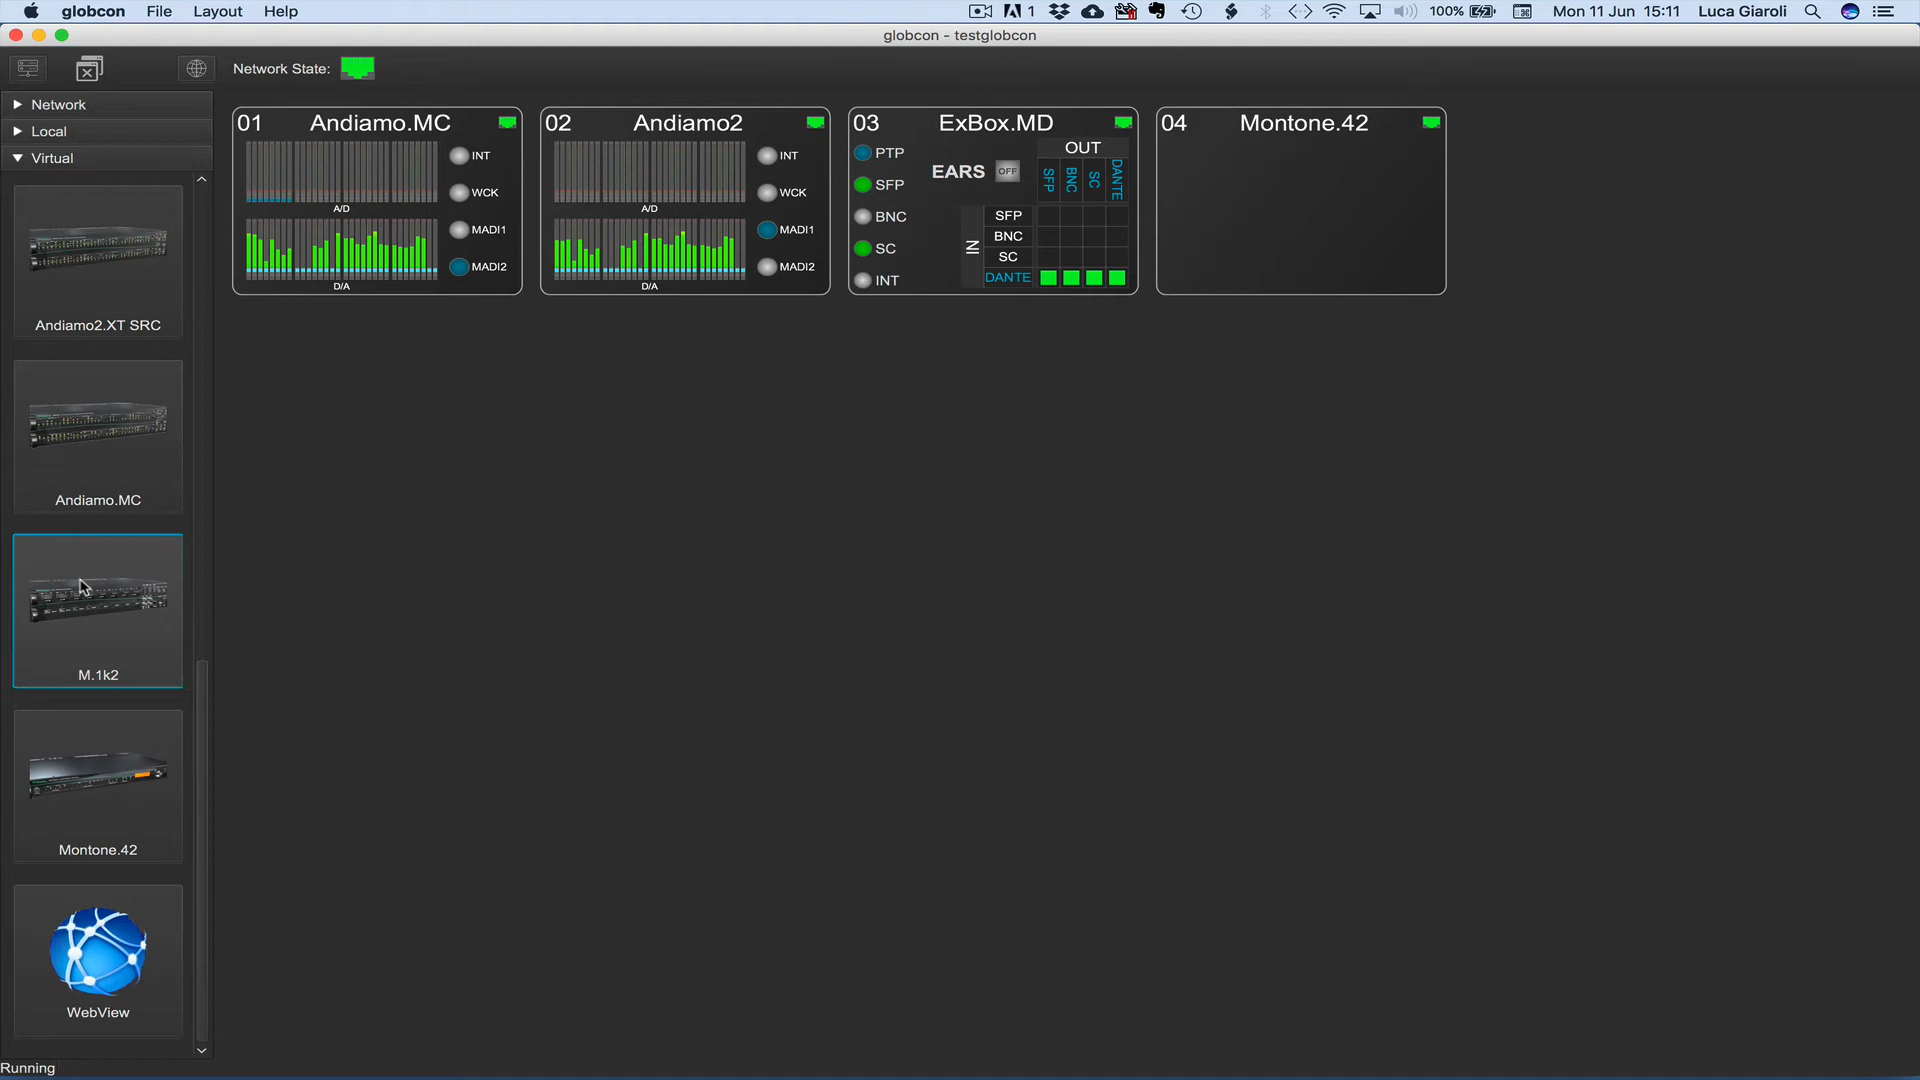 globcon File Layout Help 1 100% Mon 11 Jun 15:11 Luca Giaroli
globcon - testglobcon
Network State:
Network
Local
Virtual
Andiamo2.XT SRC
Andiamo.MC
M.1k2
Montone.42
WebView
Running
01 Andiamo.MC
A/D
D/A
INT
WCK
MADI1
MADI2
02 Andiamo2
A/D
D/A
INT
WCK
MADI1
MADI2
03 ExBox.MD
PTP
SFP
BNC
SC
INT
EARS OFF
OUT
SFP BNC SC DANTE
IN
SFP
BNC
SC
DANTE
04 Montone.42